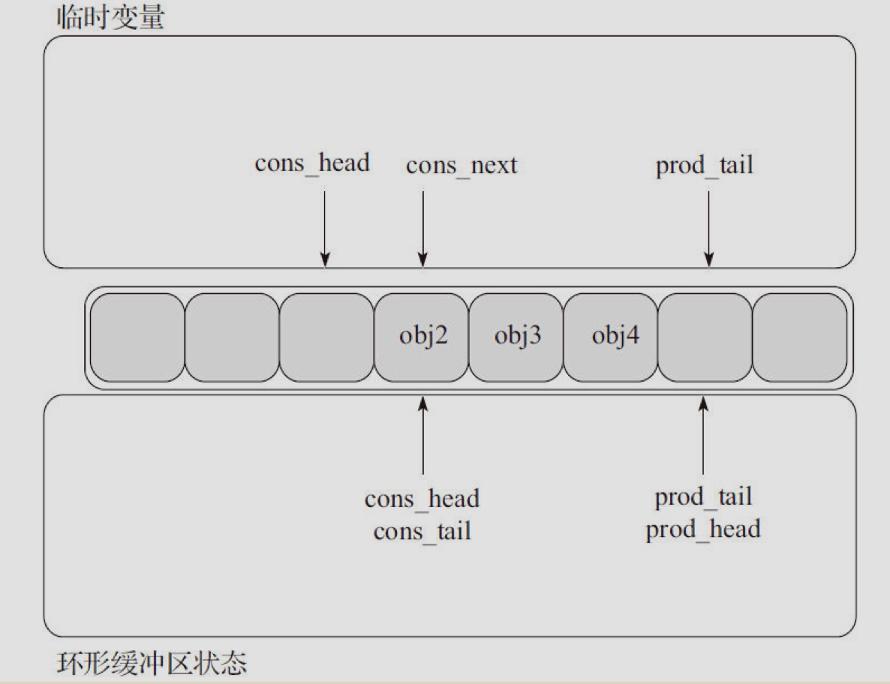 临时变量
cons_head cons_next prod_tail
obj2 obj3 obj4
cons_head prod_tail
cons_tail prod_head
环形缓冲区状态